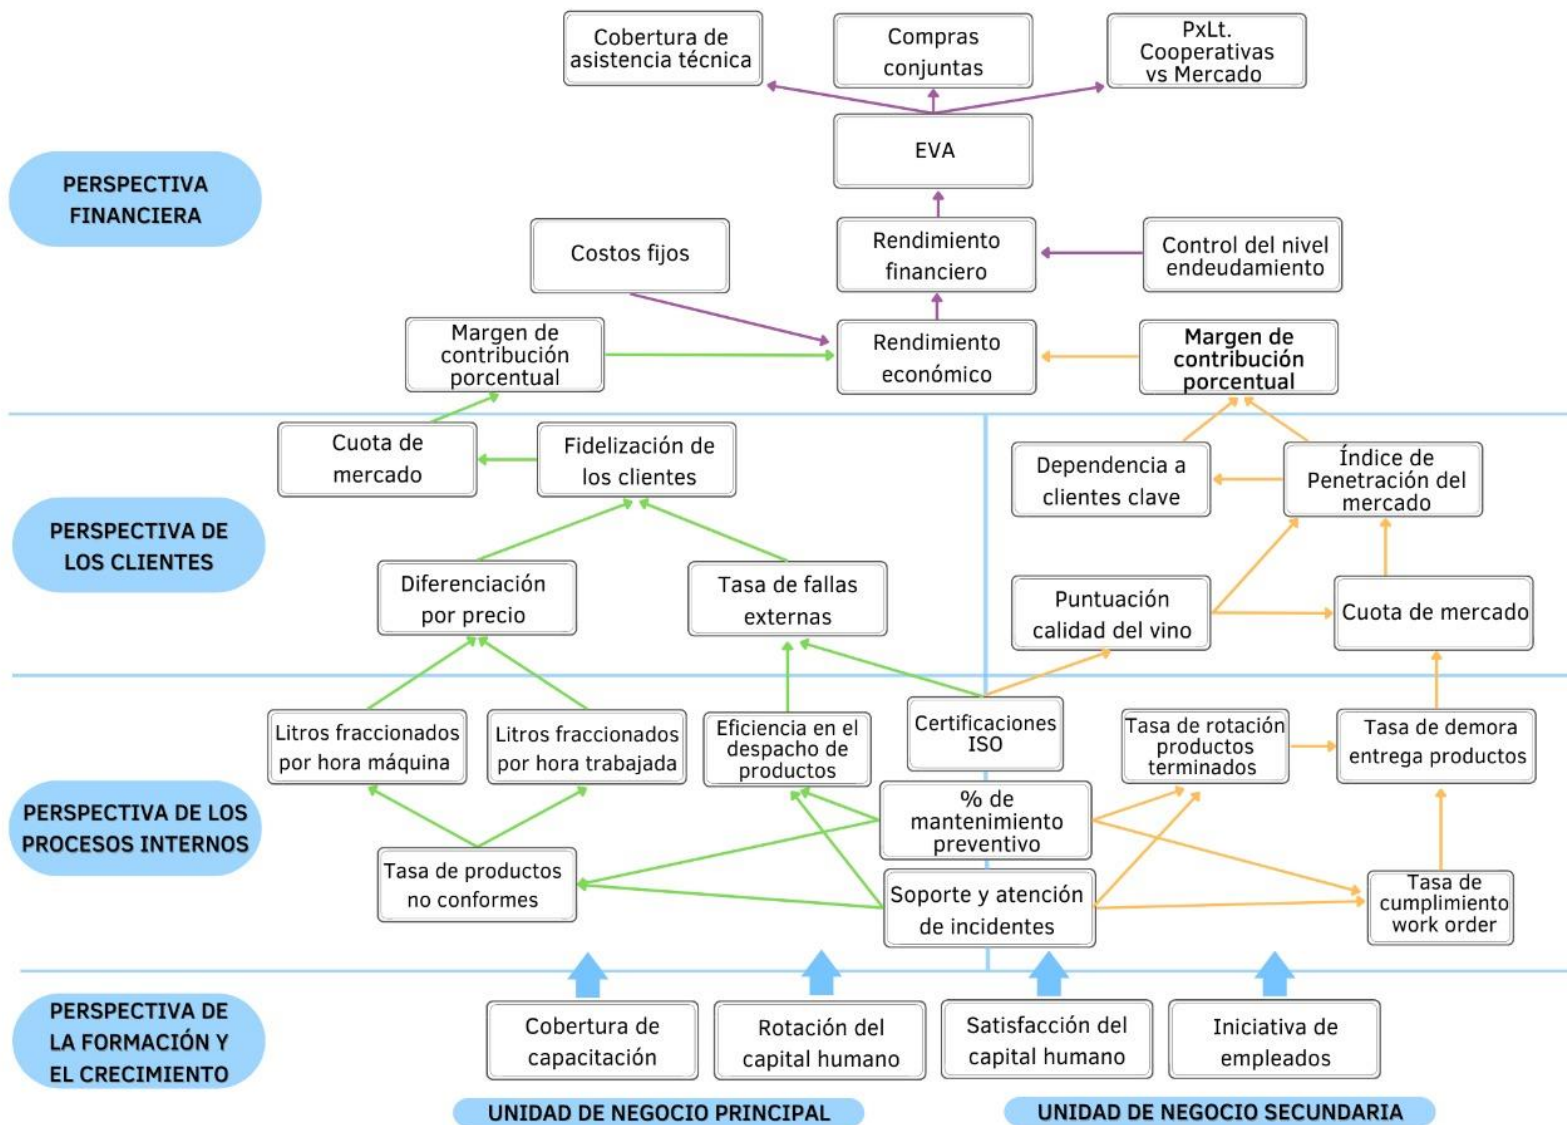 Cobertura de
asistencia técnica
Compras
conjuntas
PxLt.
Cooperativas
vs Mercado
EVA
PERSPECTIVA
FINANCIERA
Costos fijos
Rendimiento
financiero
Control del nivel
endeudamiento
Margen de
contribución
porcentual
Rendimiento
económico
Margen de
contribución
porcentual
Cuota de
mercado
Fidelización de
los clientes
Dependencia a
clientes clave
Índice de
Penetración del
mercado
PERSPECTIVA DE
LOS CLIENTES
Diferenciación
por precio
Tasa de fallas
externas
Puntuación
calidad del vino
Cuota de mercado
Litros fraccionados
por hora máquina
Litros fraccionados
por hora trabajada
Eficiencia en el
despacho de
productos
Certificaciones
ISO
Tasa de rotación
productos
terminados
Tasa de demora
entrega productos
PERSPECTIVA DE LOS
PROCESOS INTERNOS
% de
mantenimiento
preventivo
Tasa de productos
no conformes
Soporte y atención
de incidentes
Tasa de
cumplimiento
work order
PERSPECTIVA DE
LA FORMACIÓN Y
EL CRECIMIENTO
Cobertura de
capacitación
Rotación del
capital humano
Satisfacción del
capital humano
Iniciativa de
empleados
UNIDAD DE NEGOCIO PRINCIPAL
UNIDAD DE NEGOCIO SECUNDARIA